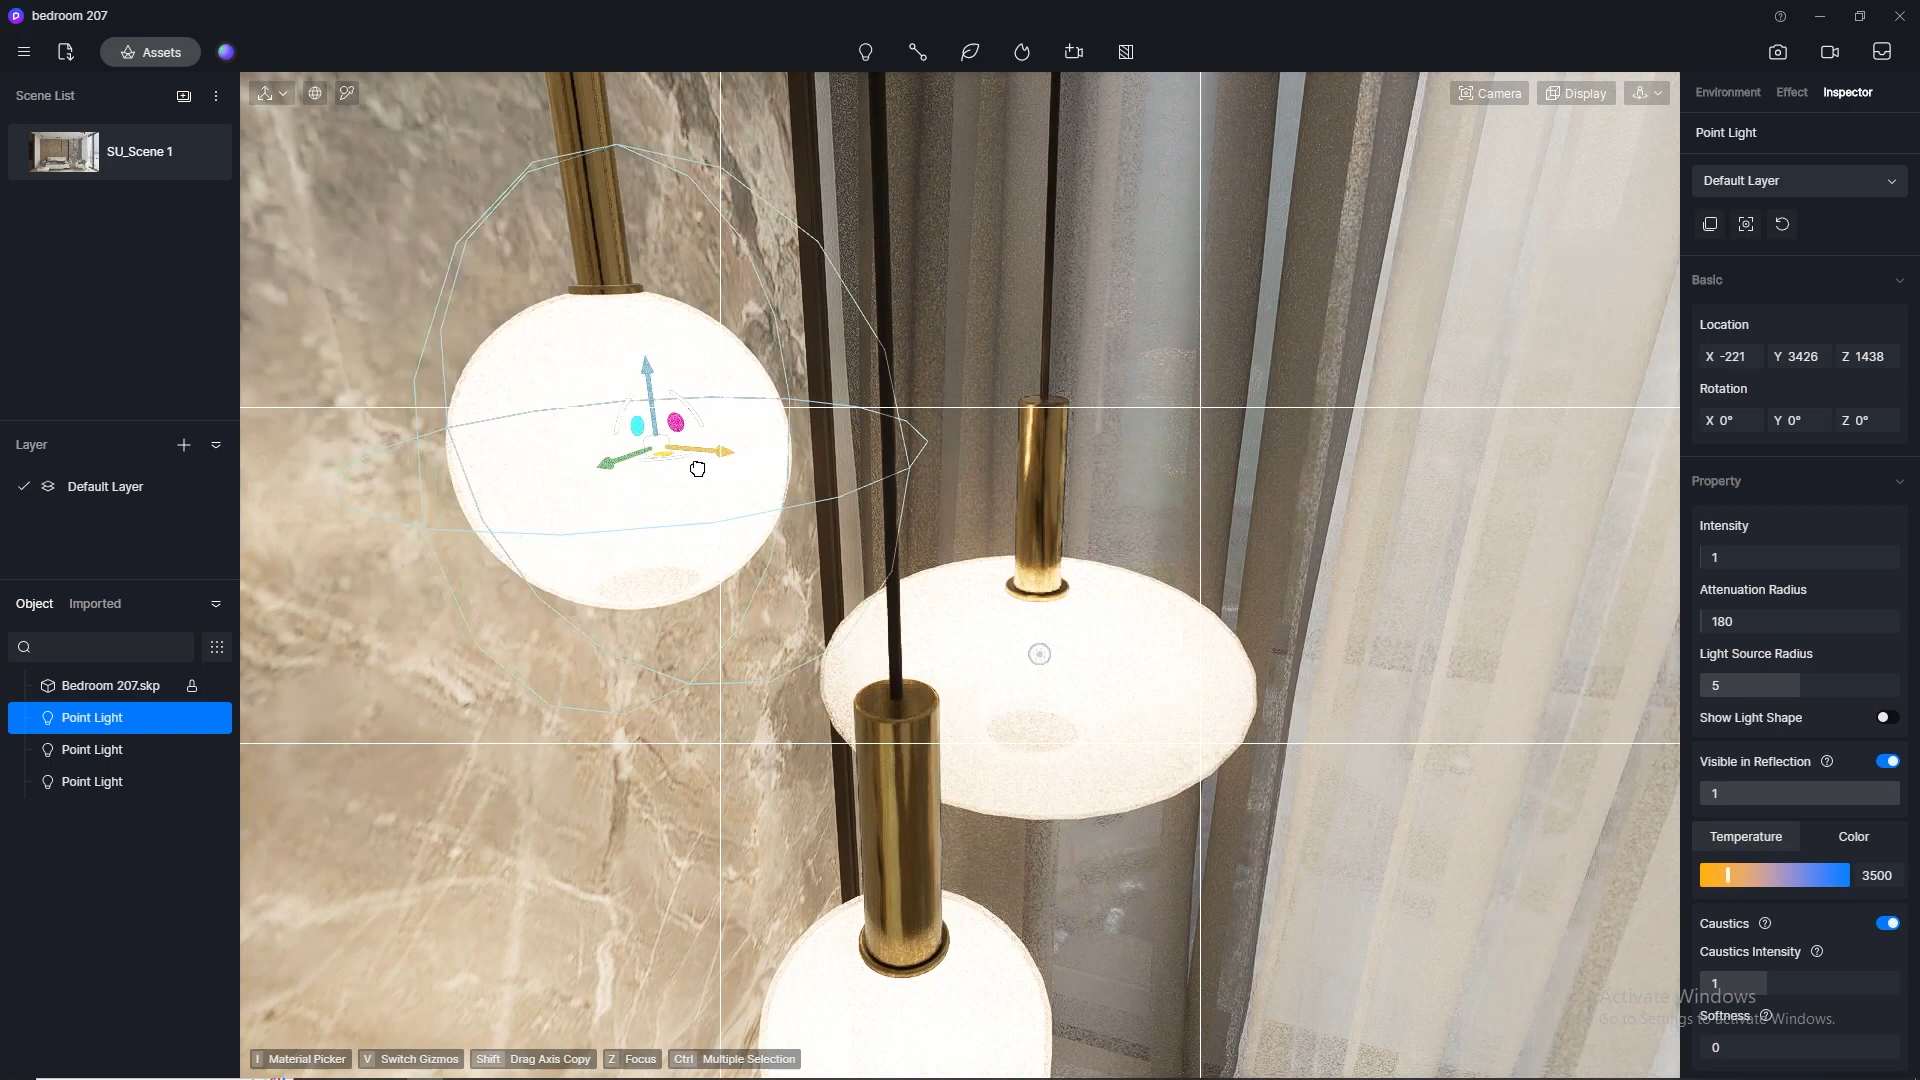 bedroom 207
Assets
Scene List
SU_Scene 1
Layer
Default Layer
Object Imported
Bedroom 207.skp
Point Light
Point Light
Point Light
Camera
Display
I Material Picker
V Switch Gizmos
Shift Drag Axis Copy
Z Focus
Ctrl Multiple Selection
Environment Effect Inspector
Point Light
Default Layer
Basic
Location
X -221 Y 3426 Z 1438
Rotation
X 0° Y 0° Z 0°
Property
Intensity
1
Attenuation Radius
180
Light Source Radius
5
Show Light Shape
Visible in Reflection
1
Temperature Color
3500
Caustics
Caustics Intensity
1
Activate Windows
Softness
Go to Settings to activate Windows.
0